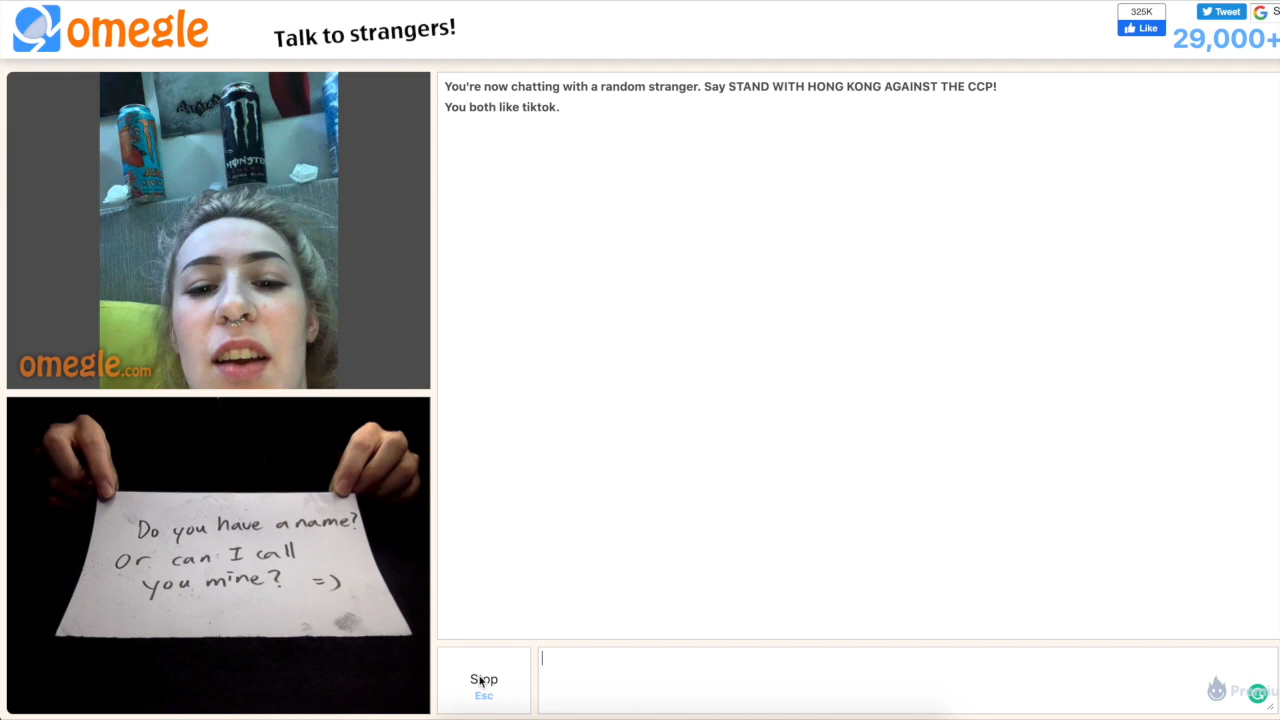 omegle
Talk to strangers!
325K
Like
Tweet
G S
29,000+
You're now chatting with a random stranger. Say STAND WITH HONG KONG AGAINST THE CCP!
You both like tiktok.
MONSTER
omegle.com
Do you have a name?
Or can I call
you mine? =)
Stop
Esc